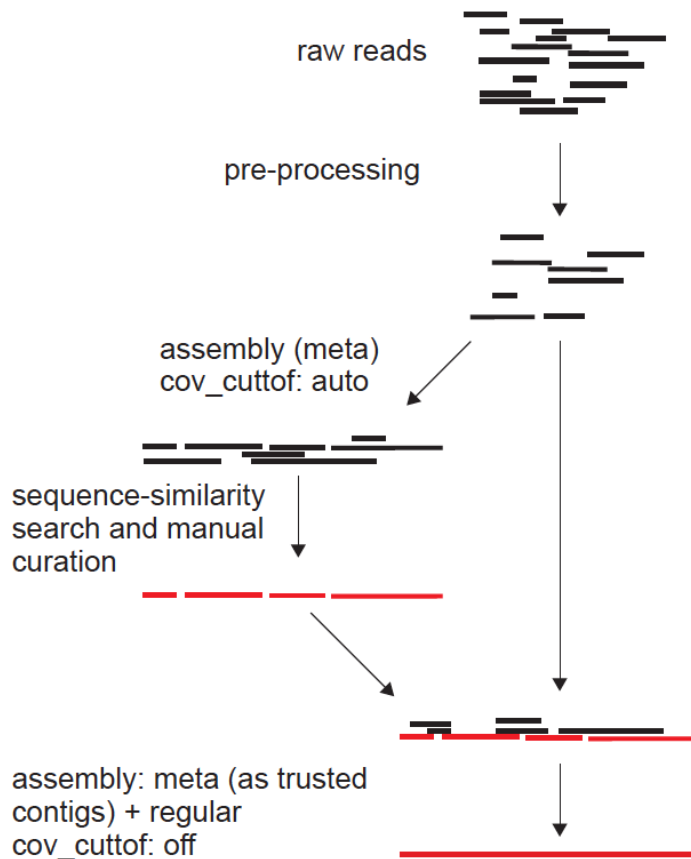 raw reads
pre-processing
assembly (meta)
cov_cuttof: auto
sequence-similarity
search and manual
curation
assembly: meta (as trusted
contigs) + regular
cov_cuttof: off